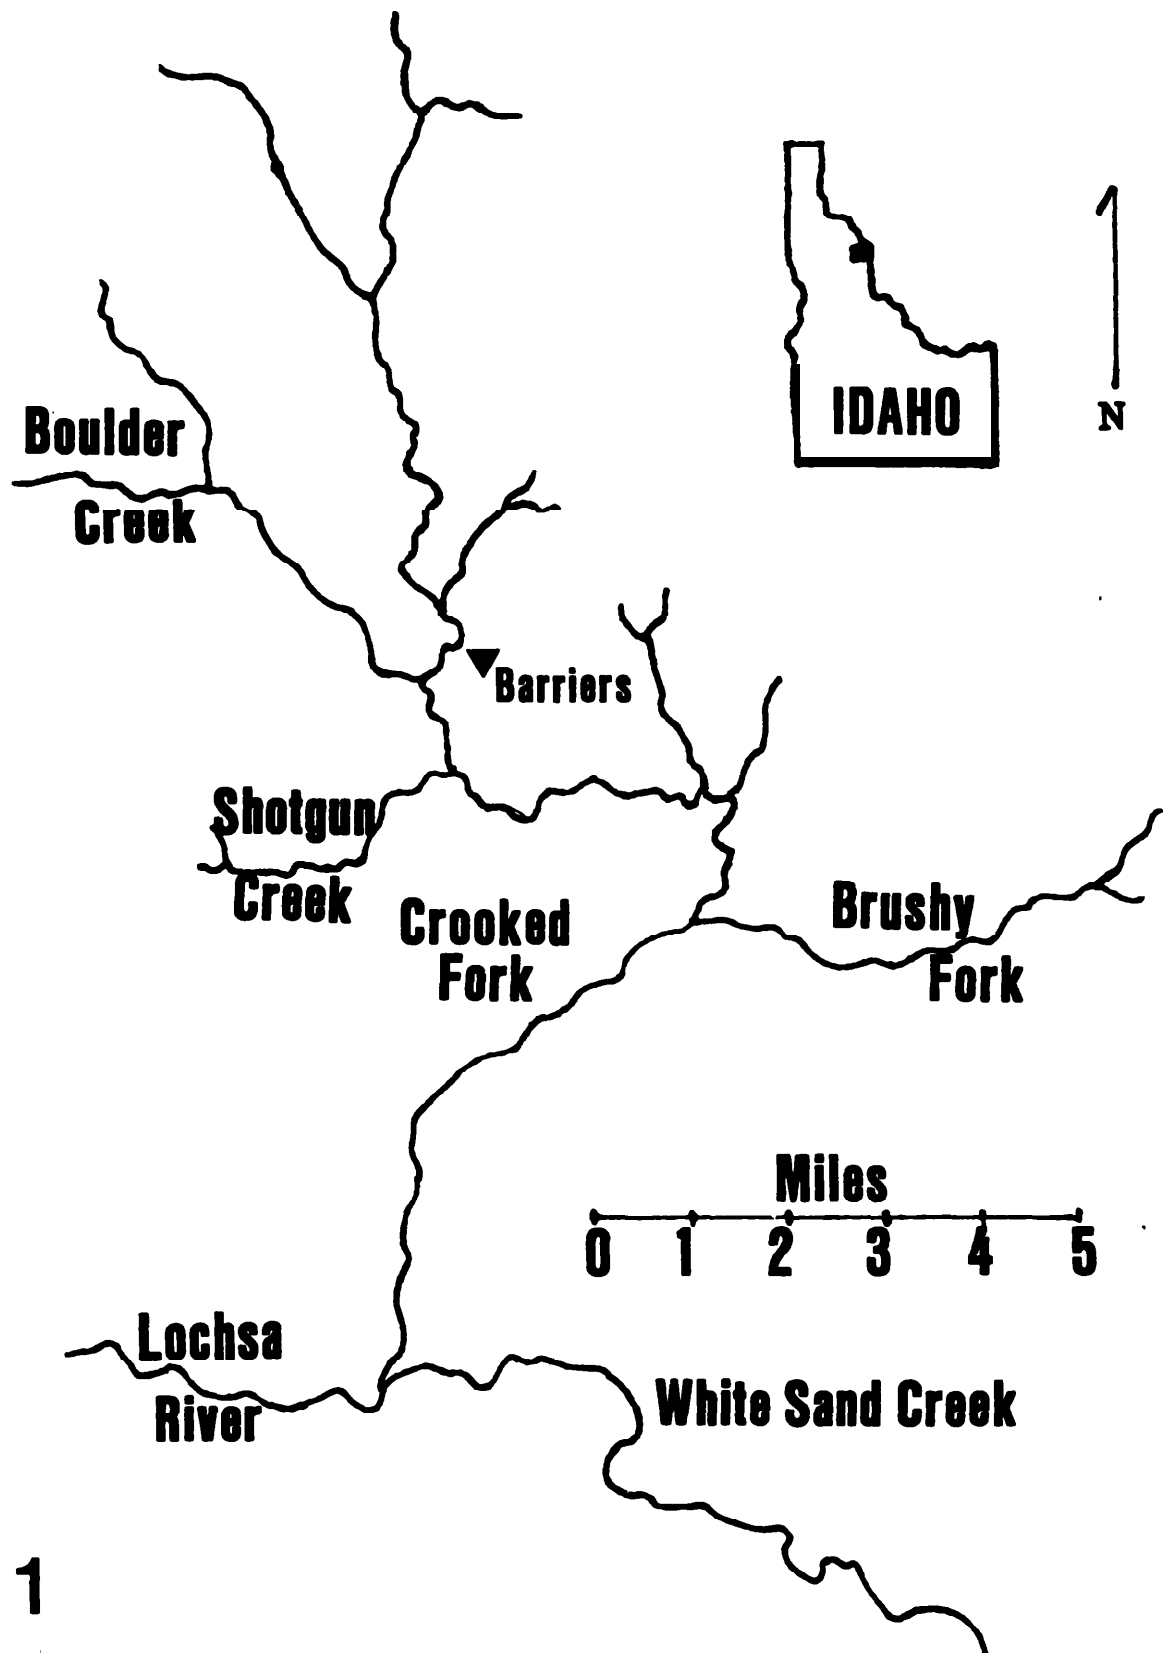 IDAHO
N
Boulder
Creek
Barriers
Shotgun
Creek
Crooked
Fork
Brushy
Fork
Miles
0 1 2 3 4 5
Lochsa
River
White Sand Creek
1